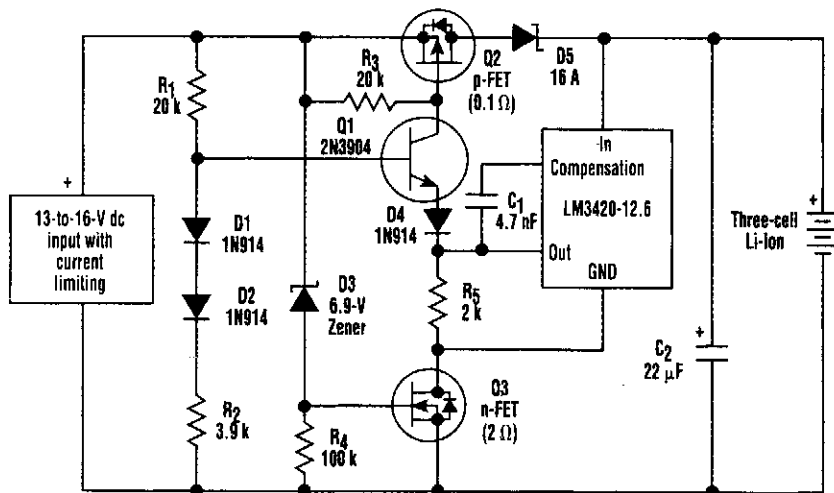 R1
20 k
R3
20 k
Q2
p-FET
(0.1 Ω)
D5
16 A
Q1
2N3904
In
Compensation
LM3420-12.6
Out
GND
C1
4.7 nF
D4
1N914
+
13-to-16-V dc
input with
current
limiting
D1
1N914
D2
1N914
D3
6.9-V
Zener
R5
2 k
+
Three-cell
Li-ion
+
C2
22 µF
R2
3.9 k
R4
100 k
Q3
n-FET
(2 Ω)